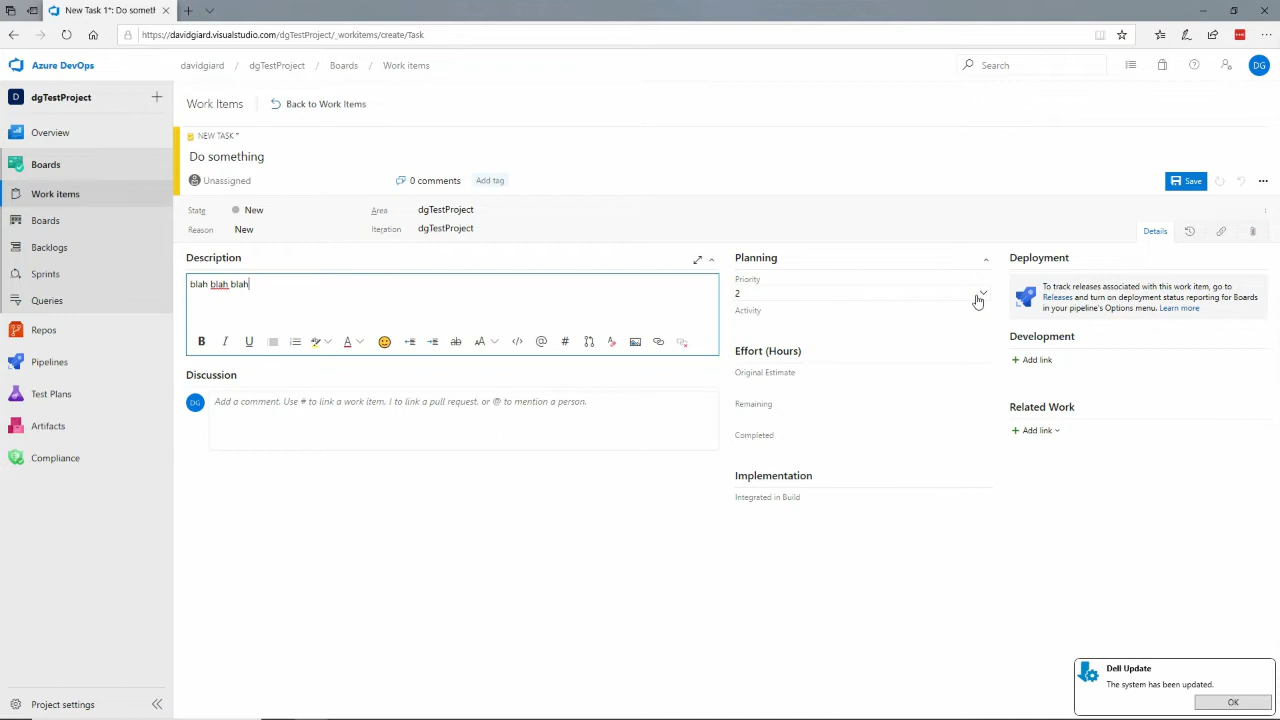 New Task 1*: Do somet
https://davidgiard.visualstudio.com/dgTestProject/_workitems/create/Task
Azure DevOps
davidgiard / dgTestProject / Boards / Work items
Search
DG
D dgTestProject
Work Items
Back to Work Items
Overview
NEW TASK *
Do something
Boards
Unassigned
0 comments
Add tag
Save
Work items
State
New
Area
dgTestProject
Boards
Reason
New
Iteration
dgTestProject
Details
Backlogs
Description
Planning
Deployment
Sprints
blah blah blah
Priority
2
To track releases associated with this work item, go to
Releases and turn on deployment status reporting for Boards
in your pipeline's Options menu. Learn more
Queries
Activity
Repos
B I U A ab AA </> @ #
Development
Effort (Hours)
Pipelines
Add link
Discussion
Original Estimate
Test Plans
DG
Add a comment. Use # to link a work item, ! to link a pull request, or @ to mention a person.
Remaining
Related Work
Artifacts
Completed
Add link
Compliance
Implementation
Integrated in Build
Dell Update
The system has been updated.
OK
Project settings